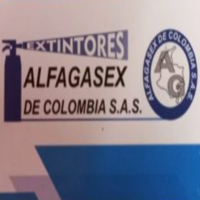 EXTINTORES
ALFAGASEX
DE COLOMBIA S.A.S.
ALFAGASEX DE COLOMBIA S.A.S
AG